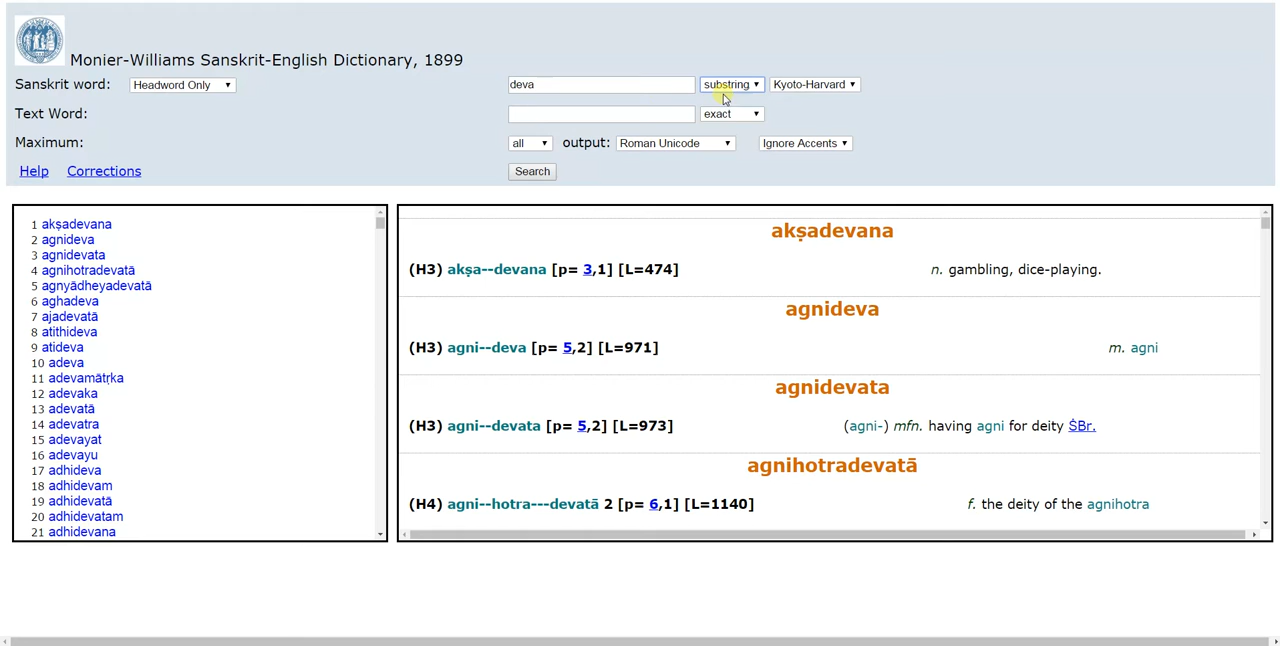 Monier-Williams Sanskrit-English Dictionary, 1899
Sanskrit word: Headword Only deva substring Kyoto-Harvard
Text Word: exact
Maximum: all output: Roman Unicode Ignore Accents
Help Corrections Search
1 akṣadevana
2 agnideva
3 agnidevata
4 agnihotradevatā
5 agnyādheyadevatā
6 aghadeva
7 ajadevatā
8 atithideva
9 atideva
10 adeva
11 adevamātṛka
12 adevaka
13 adevatā
14 adevatra
15 adevayat
16 adevayu
17 adhideva
18 adhidevam
19 adhidevatā
20 adhidevatam
21 adhidevana
akṣadevana
(H3) akṣa--devana [p= 3,1] [L=474] n. gambling, dice-playing.
agnideva
(H3) agni--deva [p= 5,2] [L=971] m. agni
agnidevata
(H3) agni--devata [p= 5,2] [L=973] (agni-) mfn. having agni for deity ŚBr.
agnihotradevatā
(H4) agni--hotra---devatā 2 [p= 6,1] [L=1140] f. the deity of the agnihotra